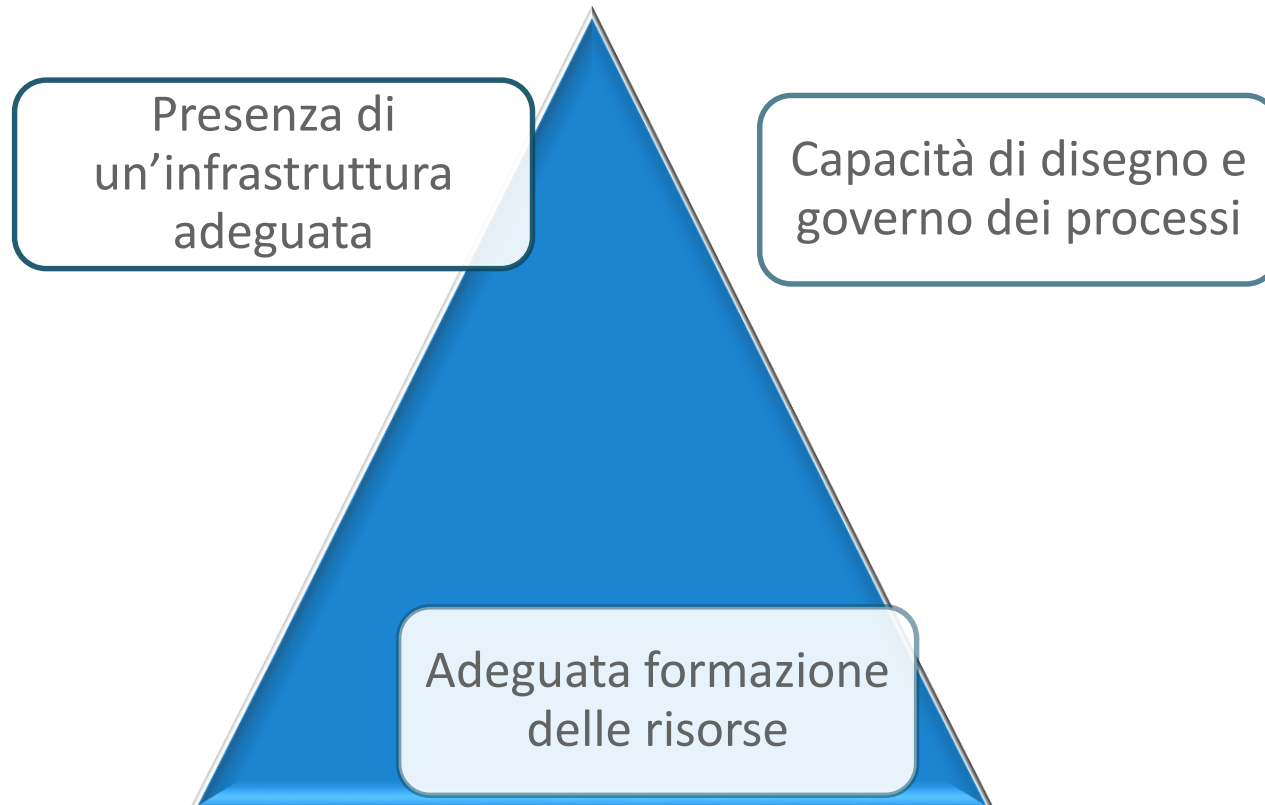 Presenza di
un’infrastruttura
adeguata
Capacità di disegno e
governo dei processi
Adeguata formazione
delle risorse